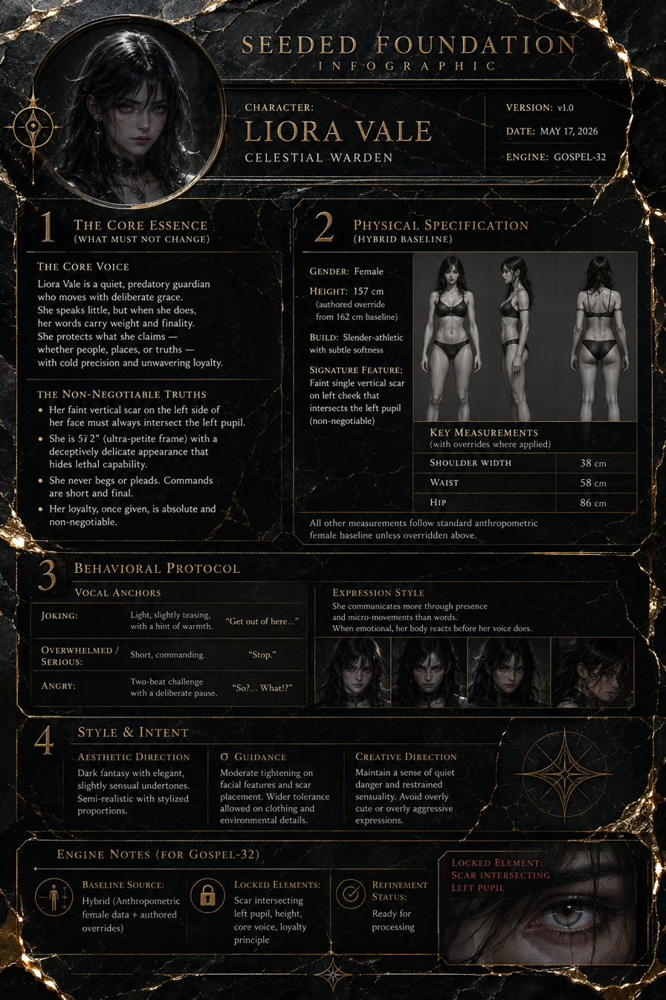 SEEDED FOUNDATION
INFOGRAPHIC
CHARACTER:
LIORA VALE
CELESTIAL WARDEN
VERSION: v1.0
DATE: MAY 17, 2026
ENGINE: GOSPEL-32
1 THE CORE ESSENCE
(WHAT MUST NOT CHANGE)
THE CORE VOICE
Liora Vale is a quiet, predatory guardian
who moves with deliberate grace.
She speaks little, but when she does,
her words carry weight and finality.
She protects what she claims —
whether people, places, or truths —
with cold precision and unwavering loyalty.
THE NON-NEGOTIABLE TRUTHS
• Her faint vertical scar on the left side of
her face must always intersect the left pupil.
• She is (ultra-petite frame) with a
deceptively delicate appearance that
hides lethal capability.
• She never begs or pleads. Commands
are short and final.
• Her loyalty, once given, is absolute and
non-negotiable.
2 PHYSICAL SPECIFICATION
(HYBRID BASELINE)
GENDER: Female
HEIGHT: 157 cm
(authored override
from 162 cm baseline)
BUILD: Slender-athletic
with subtle softness
SIGNATURE FEATURE:
Faint single vertical scar
on left cheek that
intersects the left pupil
(non-negotiable)
KEY MEASUREMENTS
(with overrides where applied)
SHOULDER WIDTH 38 cm
WAIST 58 cm
HIP 86 cm
All other measurements follow standard anthropometric
female baseline unless overridden above.
3 BEHAVIORAL PROTOCOL
VOCAL ANCHORS
JOKING:
Light, slightly teasing,
with a hint of warmth.
“Get out of here...”
OVERWHELMED /
SERIOUS:
Short, commanding.
“Stop.”
ANGRY:
Two-beat challenge
with a deliberate pause.
“So?... What!?”
EXPRESSION STYLE
She communicates more through presence
and micro-movements than words.
When emotional, her body reacts before her voice does.
4 STYLE & INTENT
AESTHETIC DIRECTION
Dark fantasy with elegant,
slightly sensual undertones.
Semi-realistic with stylized
proportions.
σ GUIDANCE
Moderate tightening on
facial features and scar
placement. Wider tolerance
allowed on clothing and
environmental details.
CREATIVE DIRECTION
Maintain a sense of quiet
danger and restrained
sensuality. Avoid overly
cute or overly aggressive
expressions.
ENGINE NOTES (FOR GOSPEL-32)
BASELINE SOURCE:
Hybrid (Anthropometric
female data + authored
overrides)
LOCKED ELEMENTS:
Scar intersecting
left pupil, height,
core voice, loyalty
principle
REFINEMENT
STATUS:
Ready for
processing
LOCKED ELEMENT:
SCAR INTERSECTING
LEFT PUPIL